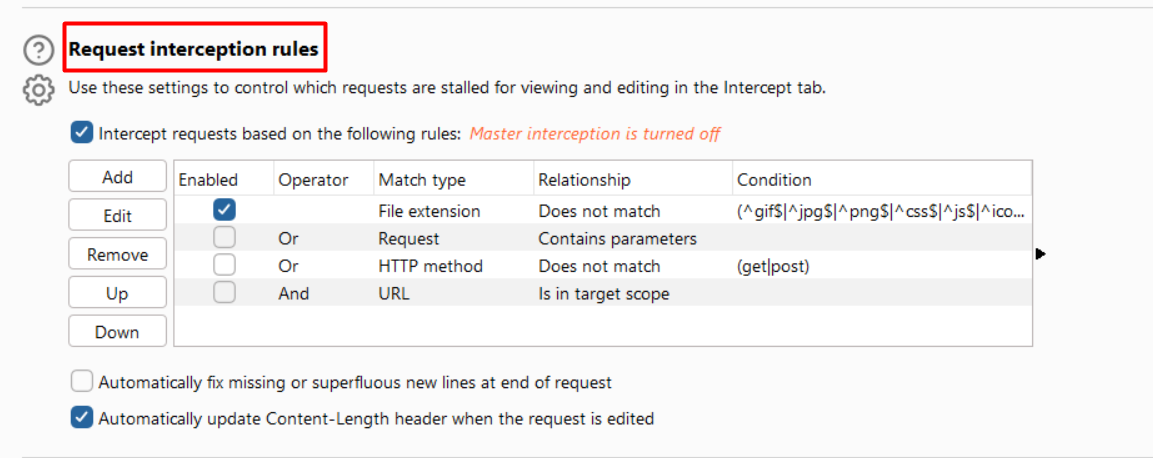 Request interception rules
Use these settings to control which requests are stalled for viewing and editing in the Intercept tab.
Intercept requests based on the following rules: Master interception is turned off
Add
Edit
Remove
Up
Down
Enabled Operator Match type Relationship Condition
File extension Does not match (^gif$|^jpg$|^png$|^css$|^js$|^ico...
Or Request Contains parameters
Or HTTP method Does not match (get|post)
And URL Is in target scope
Automatically fix missing or superfluous new lines at end of request
Automatically update Content-Length header when the request is edited